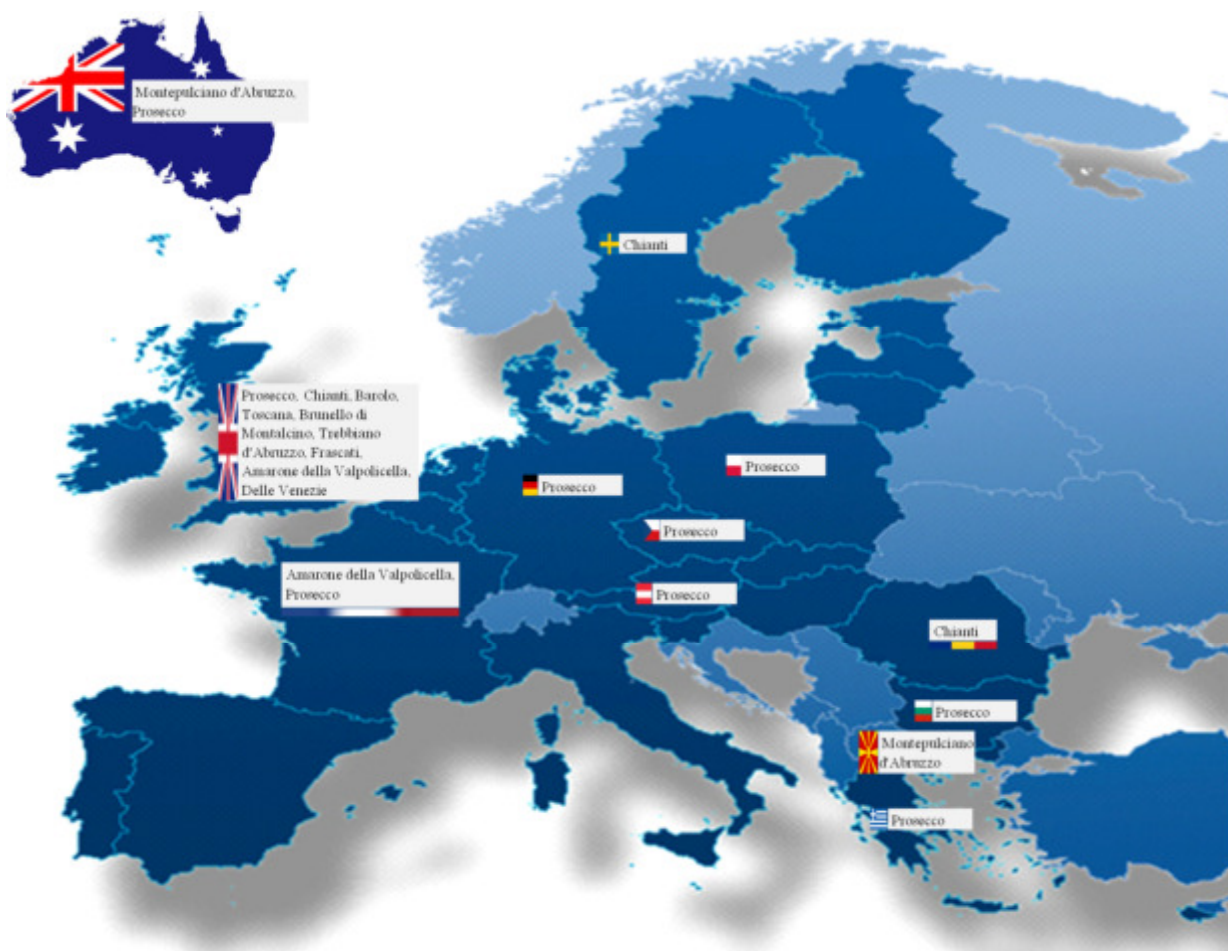 Montepulciano d'Abruzzo,
Prosecco
Chianti
Prosecco, Chianti, Barolo,
Toscana, Brunello di
Montalcino, Trebbiano
d'Abruzzo, Frascati,
Amarone della Valpolicella,
Delle Venezie
Prosecco
Prosecco
Prosecco
Amarone della Valpolicella,
Prosecco
Prosecco
Chianti
Prosecco
Montepulciano
d'Abruzzo
Prosecco